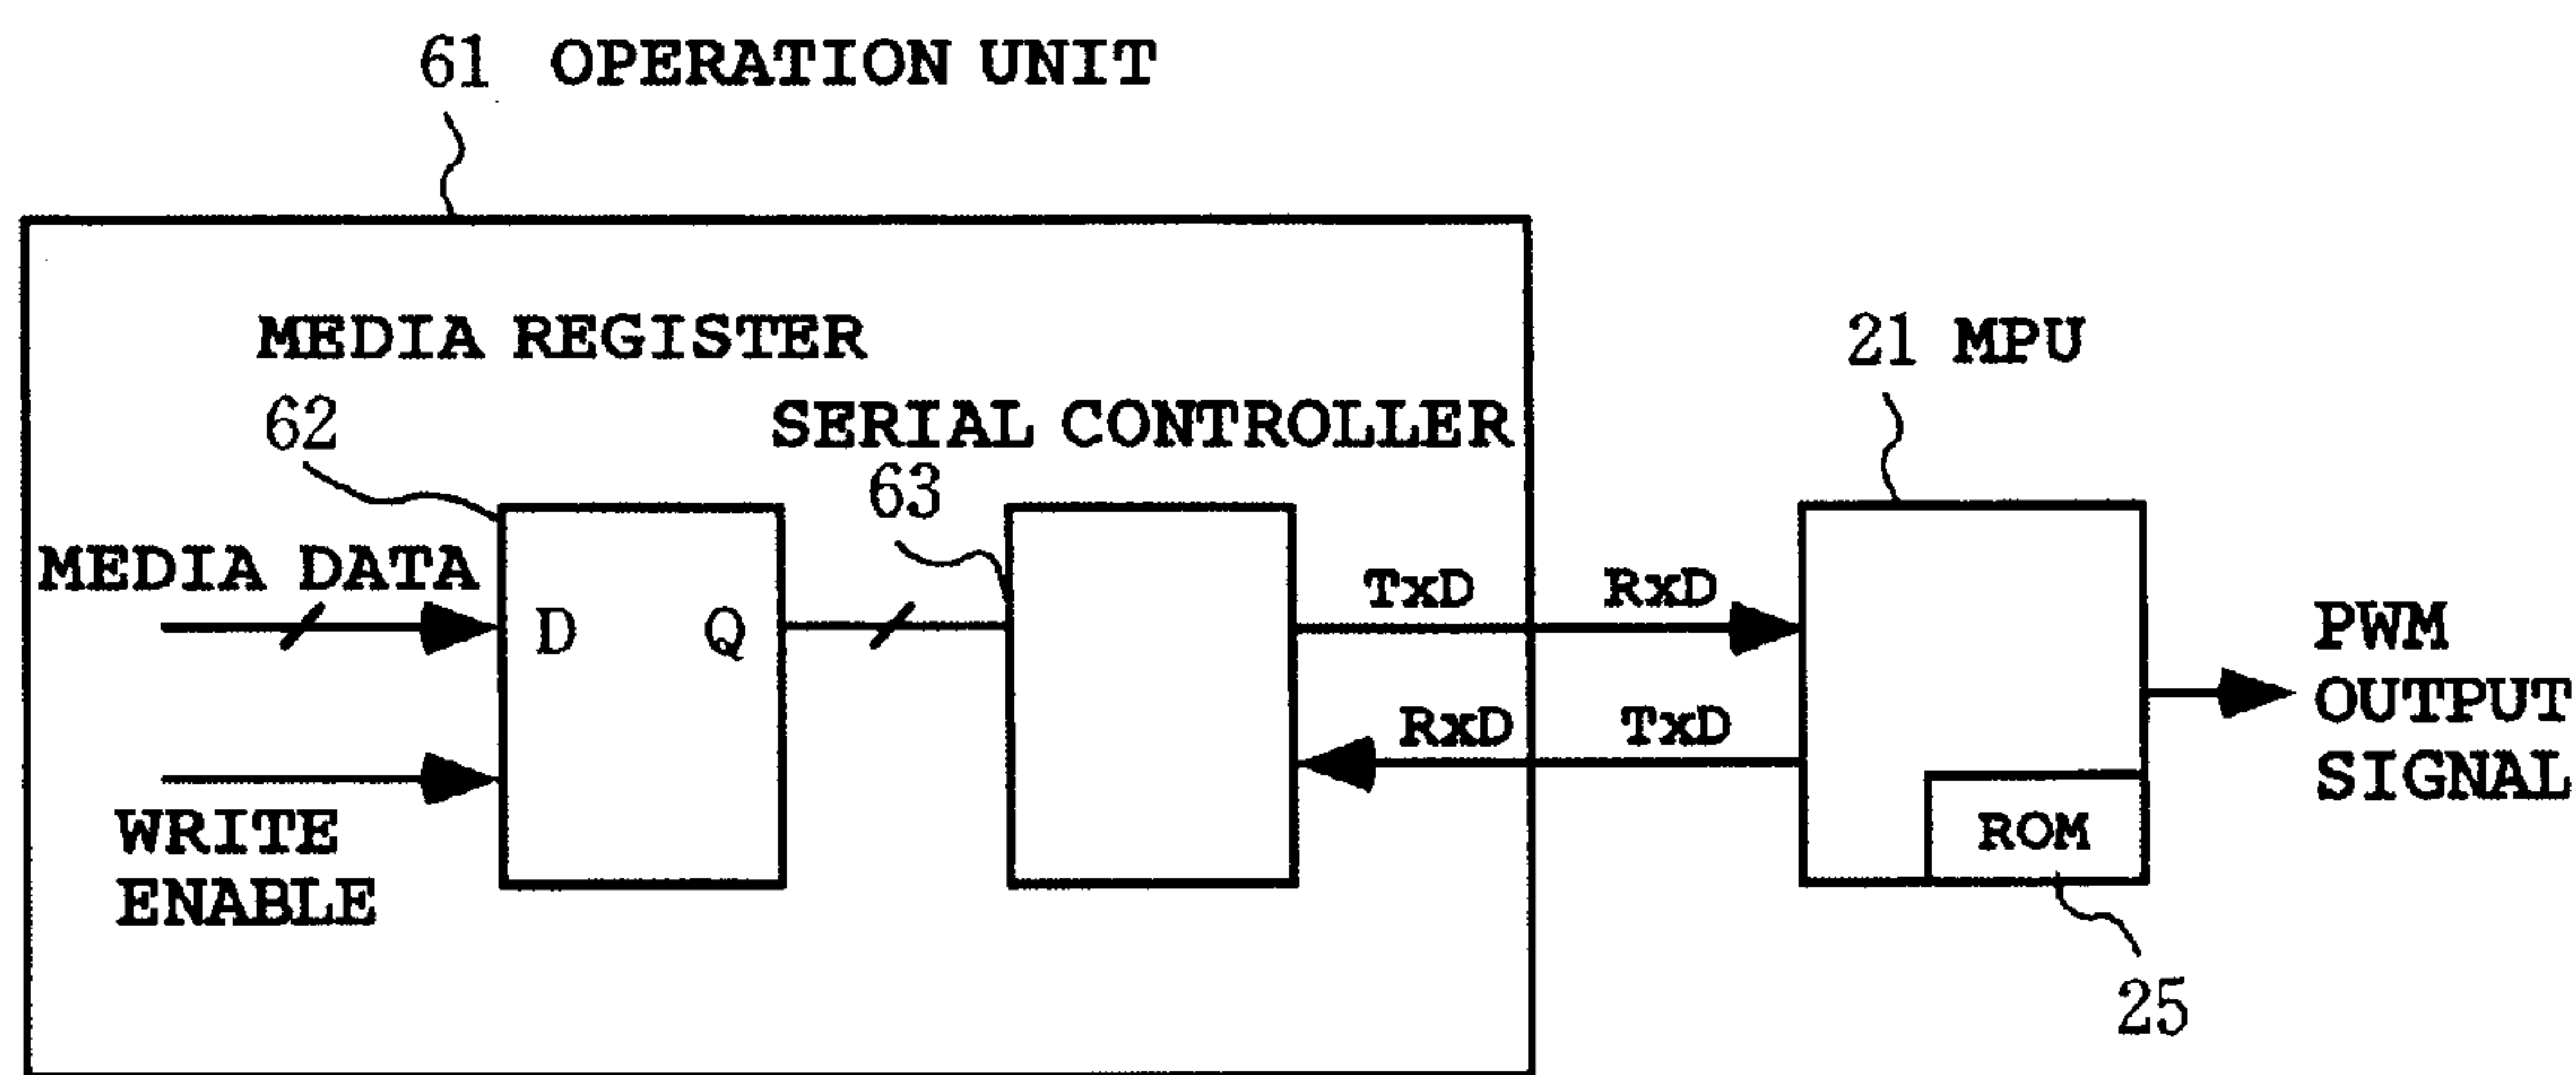 61 OPERATION UNIT
MEDIA REGISTER
62
SERIAL CONTROLLER
63
21 MPU
MEDIA DATA
D Q
TxD RxD
RxD TxD
WRITE
ENABLE
ROM
25
PWM
OUTPUT
SIGNAL